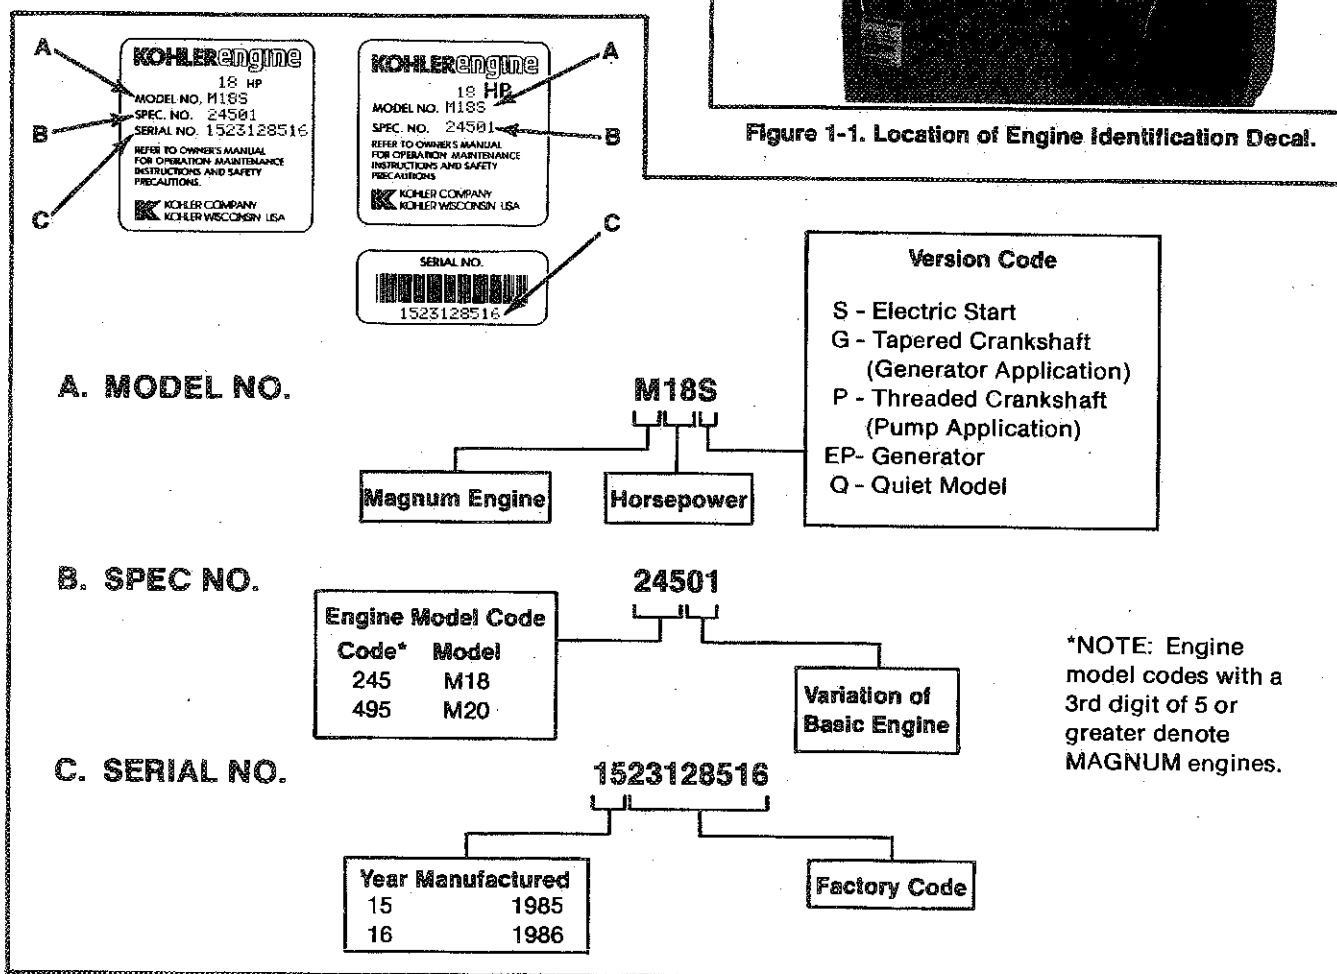 Figure 1-1. Location of Engine Identification Decal.
A
KOHLERengine
18 HP
MODEL NO. M18S
SPEC. NO. 24501
SERIAL NO. 1523128516
REFER TO OWNER'S MANUAL
FOR OPERATION MAINTENANCE
INSTRUCTIONS AND SAFETY
PRECAUTIONS.
KOHLER COMPANY
KOHLER WISCONSIN USA
B
C
KOHLERengine
18 HP
MODEL NO. M18S
SPEC. NO. 24501
REFER TO OWNER'S MANUAL
FOR OPERATION MAINTENANCE
INSTRUCTIONS AND SAFETY
PRECAUTIONS
KOHLER COMPANY
KOHLER WISCONSIN USA
A
B
C
SERIAL NO.
1523128516
Version Code
S - Electric Start
G - Tapered Crankshaft
(Generator Application)
P - Threaded Crankshaft
(Pump Application)
EP- Generator
Q - Quiet Model
A. MODEL NO.
M18S
Magnum Engine
Horsepower
B. SPEC NO.
24501
Engine Model Code
Code* Model
245 M18
495 M20
Variation of
Basic Engine
*NOTE: Engine
model codes with a
3rd digit of 5 or
greater denote
MAGNUM engines.
C. SERIAL NO.
1523128516
Year Manufactured
15 1985
16 1986
Factory Code